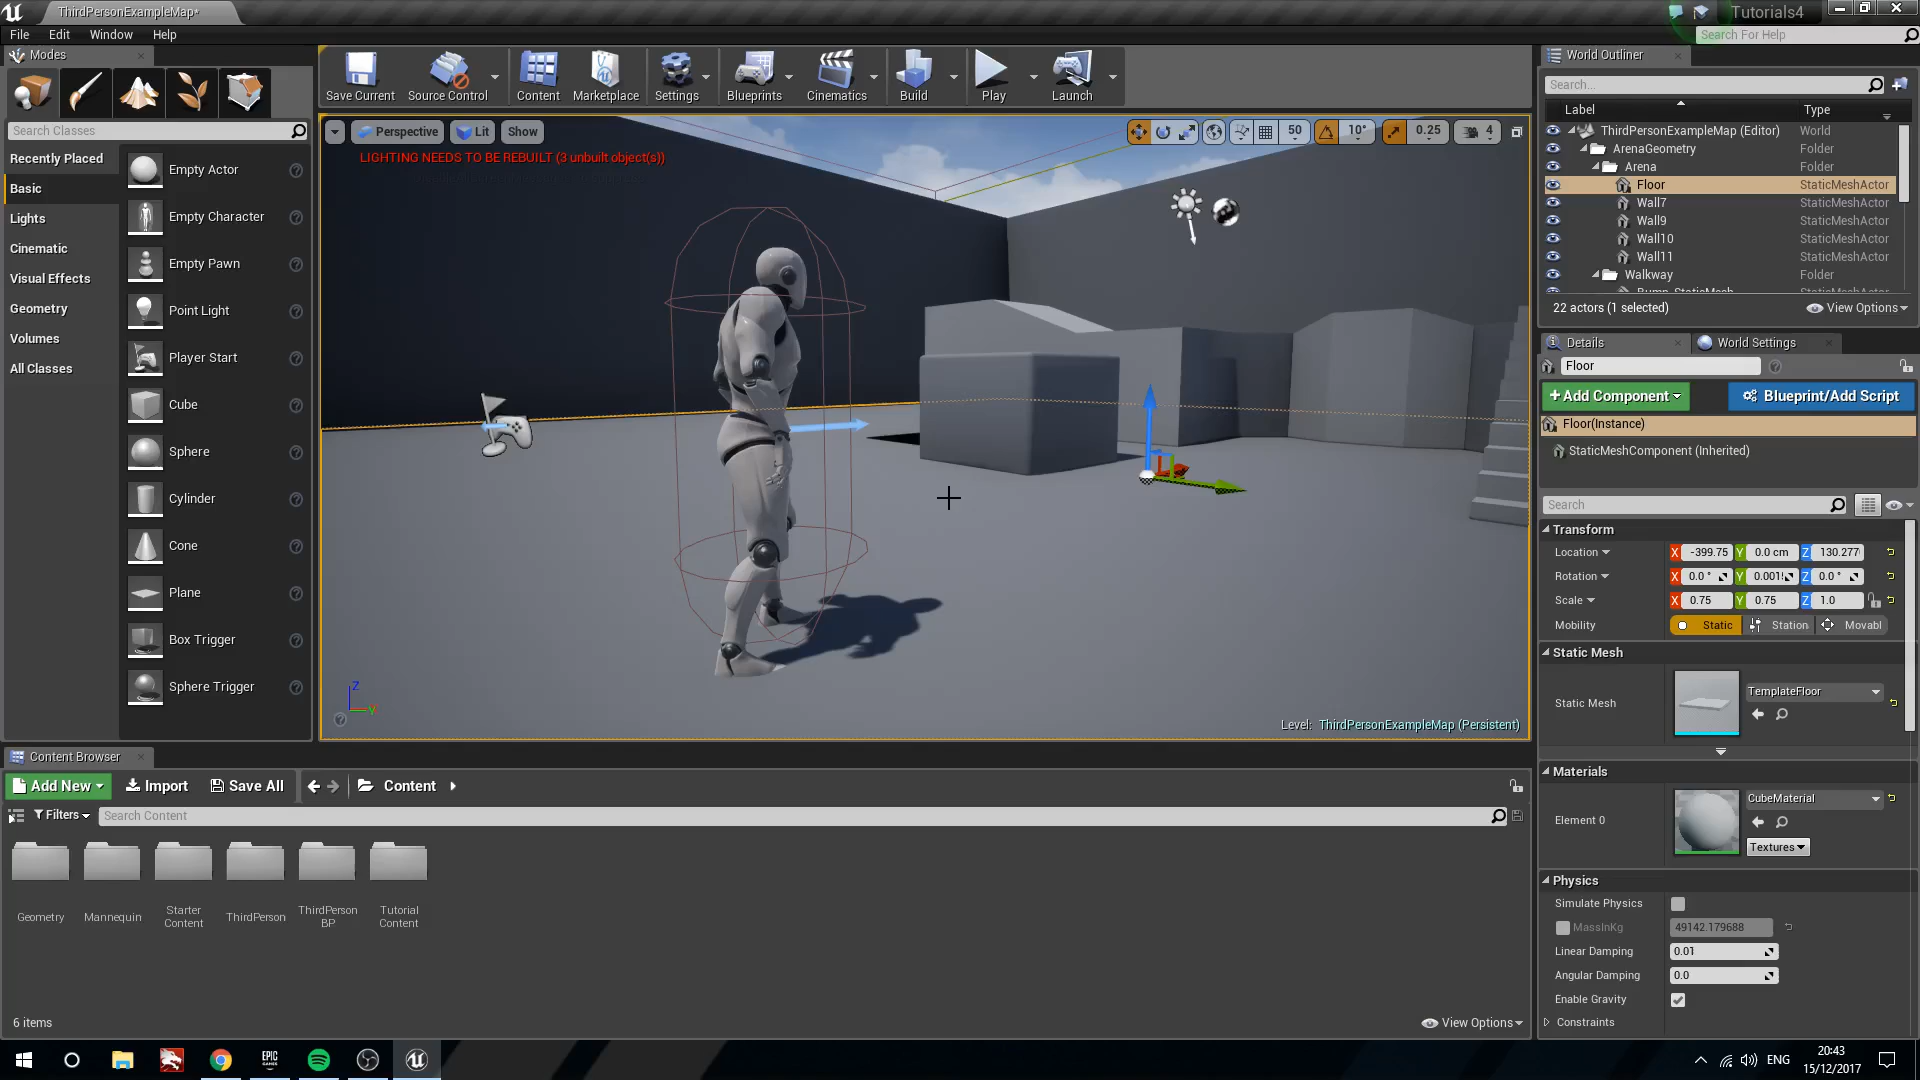 ThirdPersonExampleMap*
Tutorials4
File Edit Window Help
Search For Help
Modes
Search Classes
Recently Placed
Basic
Lights
Cinematic
Visual Effects
Geometry
Volumes
All Classes
Empty Actor
Empty Character
Empty Pawn
Point Light
Player Start
Cube
Sphere
Cylinder
Cone
Plane
Box Trigger
Sphere Trigger
Save Current
Source Control
Content
Marketplace
Settings
Blueprints
Cinematics
Build
Play
Launch
Perspective
Lit
Show
50
10°
0.25
4
LIGHTING NEEDS TO BE REBUILT (3 unbuilt object(s))
Z
Y
Level: ThirdPersonExampleMap (Persistent)
World Outliner
Search...
Label Type
ThirdPersonExampleMap (Editor) World
ArenaGeometry Folder
Arena Folder
Floor StaticMeshActor
Wall7 StaticMeshActor
Wall9 StaticMeshActor
Wall10 StaticMeshActor
Wall11 StaticMeshActor
Walkway Folder
Bump_StaticMesh
22 actors (1 selected)
View Options
Details
World Settings
Floor
+Add Component
Blueprint/Add Script
Floor(Instance)
StaticMeshComponent (Inherited)
Search
Transform
Location X -399.75 Y 0.0 cm Z 130.277
Rotation X 0.0 ° Y 0.001 Z 0.0 °
Scale X 0.75 Y 0.75 Z 1.0
Mobility Static Station Movabl
Static Mesh
Static Mesh
TemplateFloor
Materials
Element 0
CubeMaterial
Textures
Physics
Simulate Physics
MassInKg 49142.179688
Linear Damping 0.01
Angular Damping 0.0
Enable Gravity
Constraints
Content Browser
Add New
Import
Save All
Content
Filters
Search Content
Geometry
Mannequin
Starter
Content
ThirdPerson
ThirdPerson
BP
Tutorial
Content
6 items
View Options
EPIC
GAMES
ENG
20:43
15/12/2017